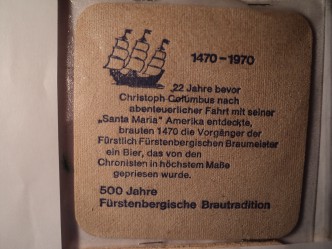 1470-1970
„22 Jahre bevor
Christoph Columbus nach
abenteuerlicher Fahrt mit seiner
„Santa Maria" Amerika entdeckte,
brauten 1470 die Vorgänger der
Fürstlich Fürstenbergischen Braumeister
ein Bier, das von den
Chronisten in höchstem Maße
gepriesen wurde.
500 Jahre
Fürstenbergische Brautradition